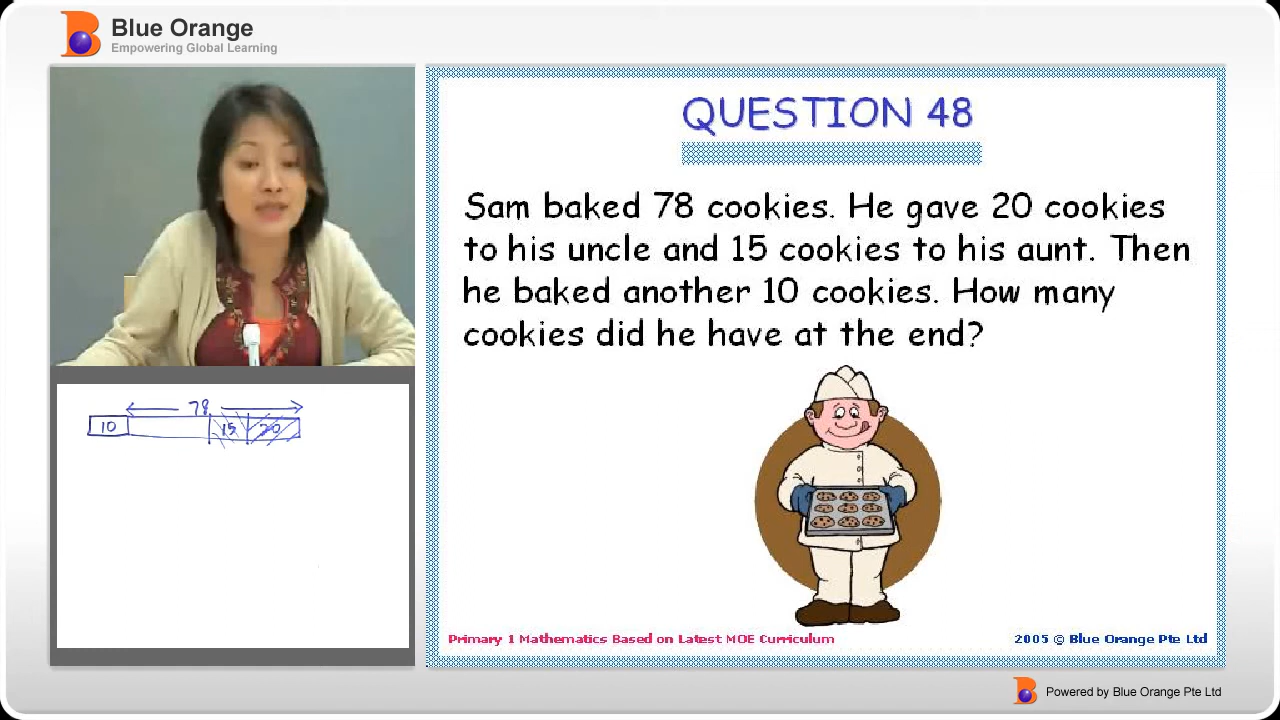 Blue Orange
Empowering Global Learning
QUESTION 48
Sam baked 78 cookies. He gave 20 cookies
to his uncle and 15 cookies to his aunt. Then
he baked another 10 cookies. How many
cookies did he have at the end?
78
10 15 20
Primary 1 Mathematics Based on Latest MOE Curriculum
2005 © Blue Orange Pte Ltd
Powered by Blue Orange Pte Ltd